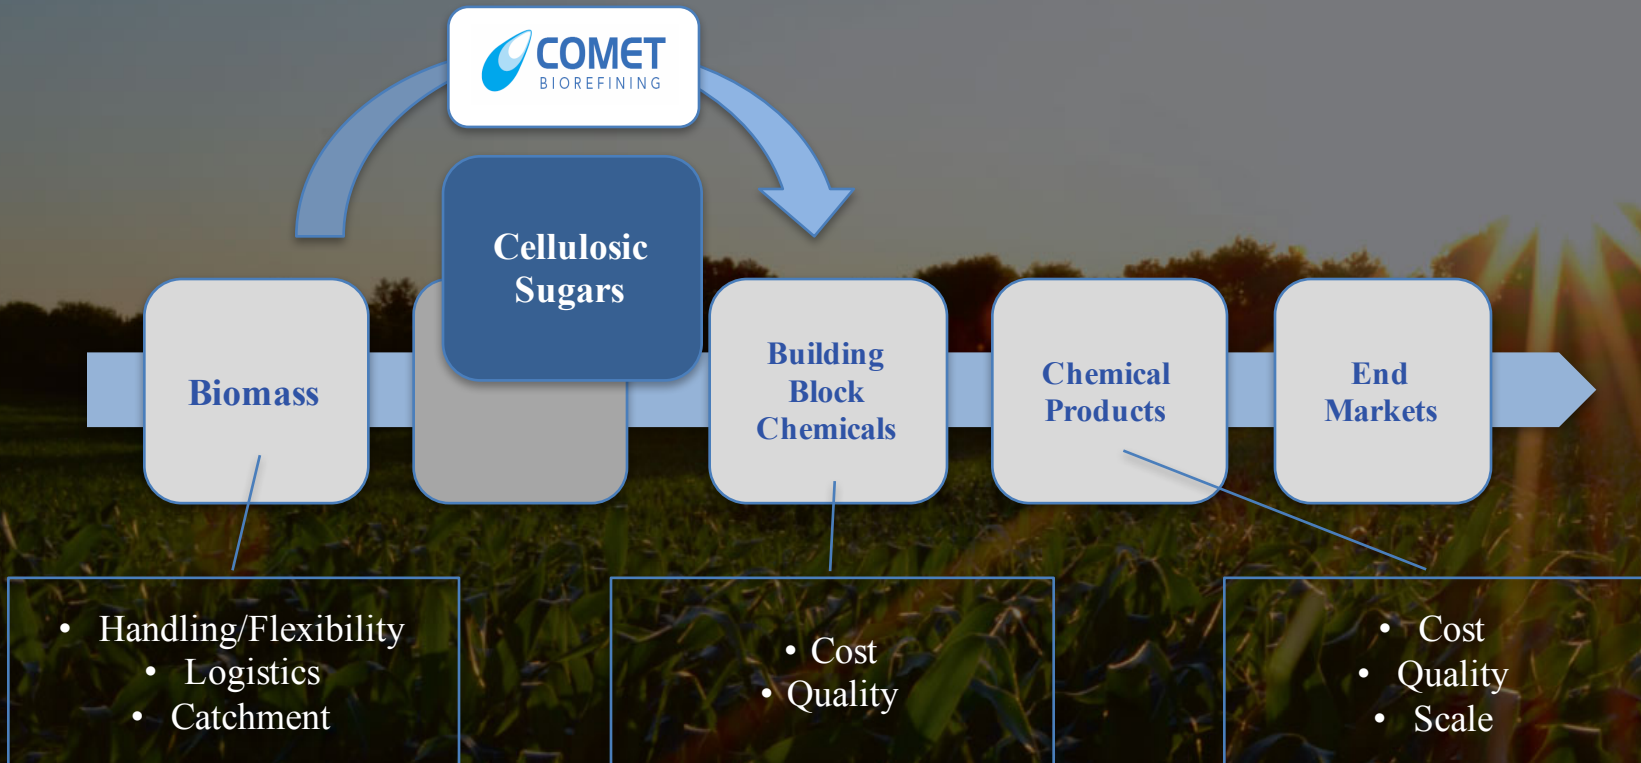 COMET
BIOREFINING
Cellulosic
Sugars
Biomass
Building
Block
Chemicals
Chemical
Products
End
Markets
• Handling/Flexibility
• Logistics
• Catchment
• Cost
• Quality
• Cost
• Quality
• Scale